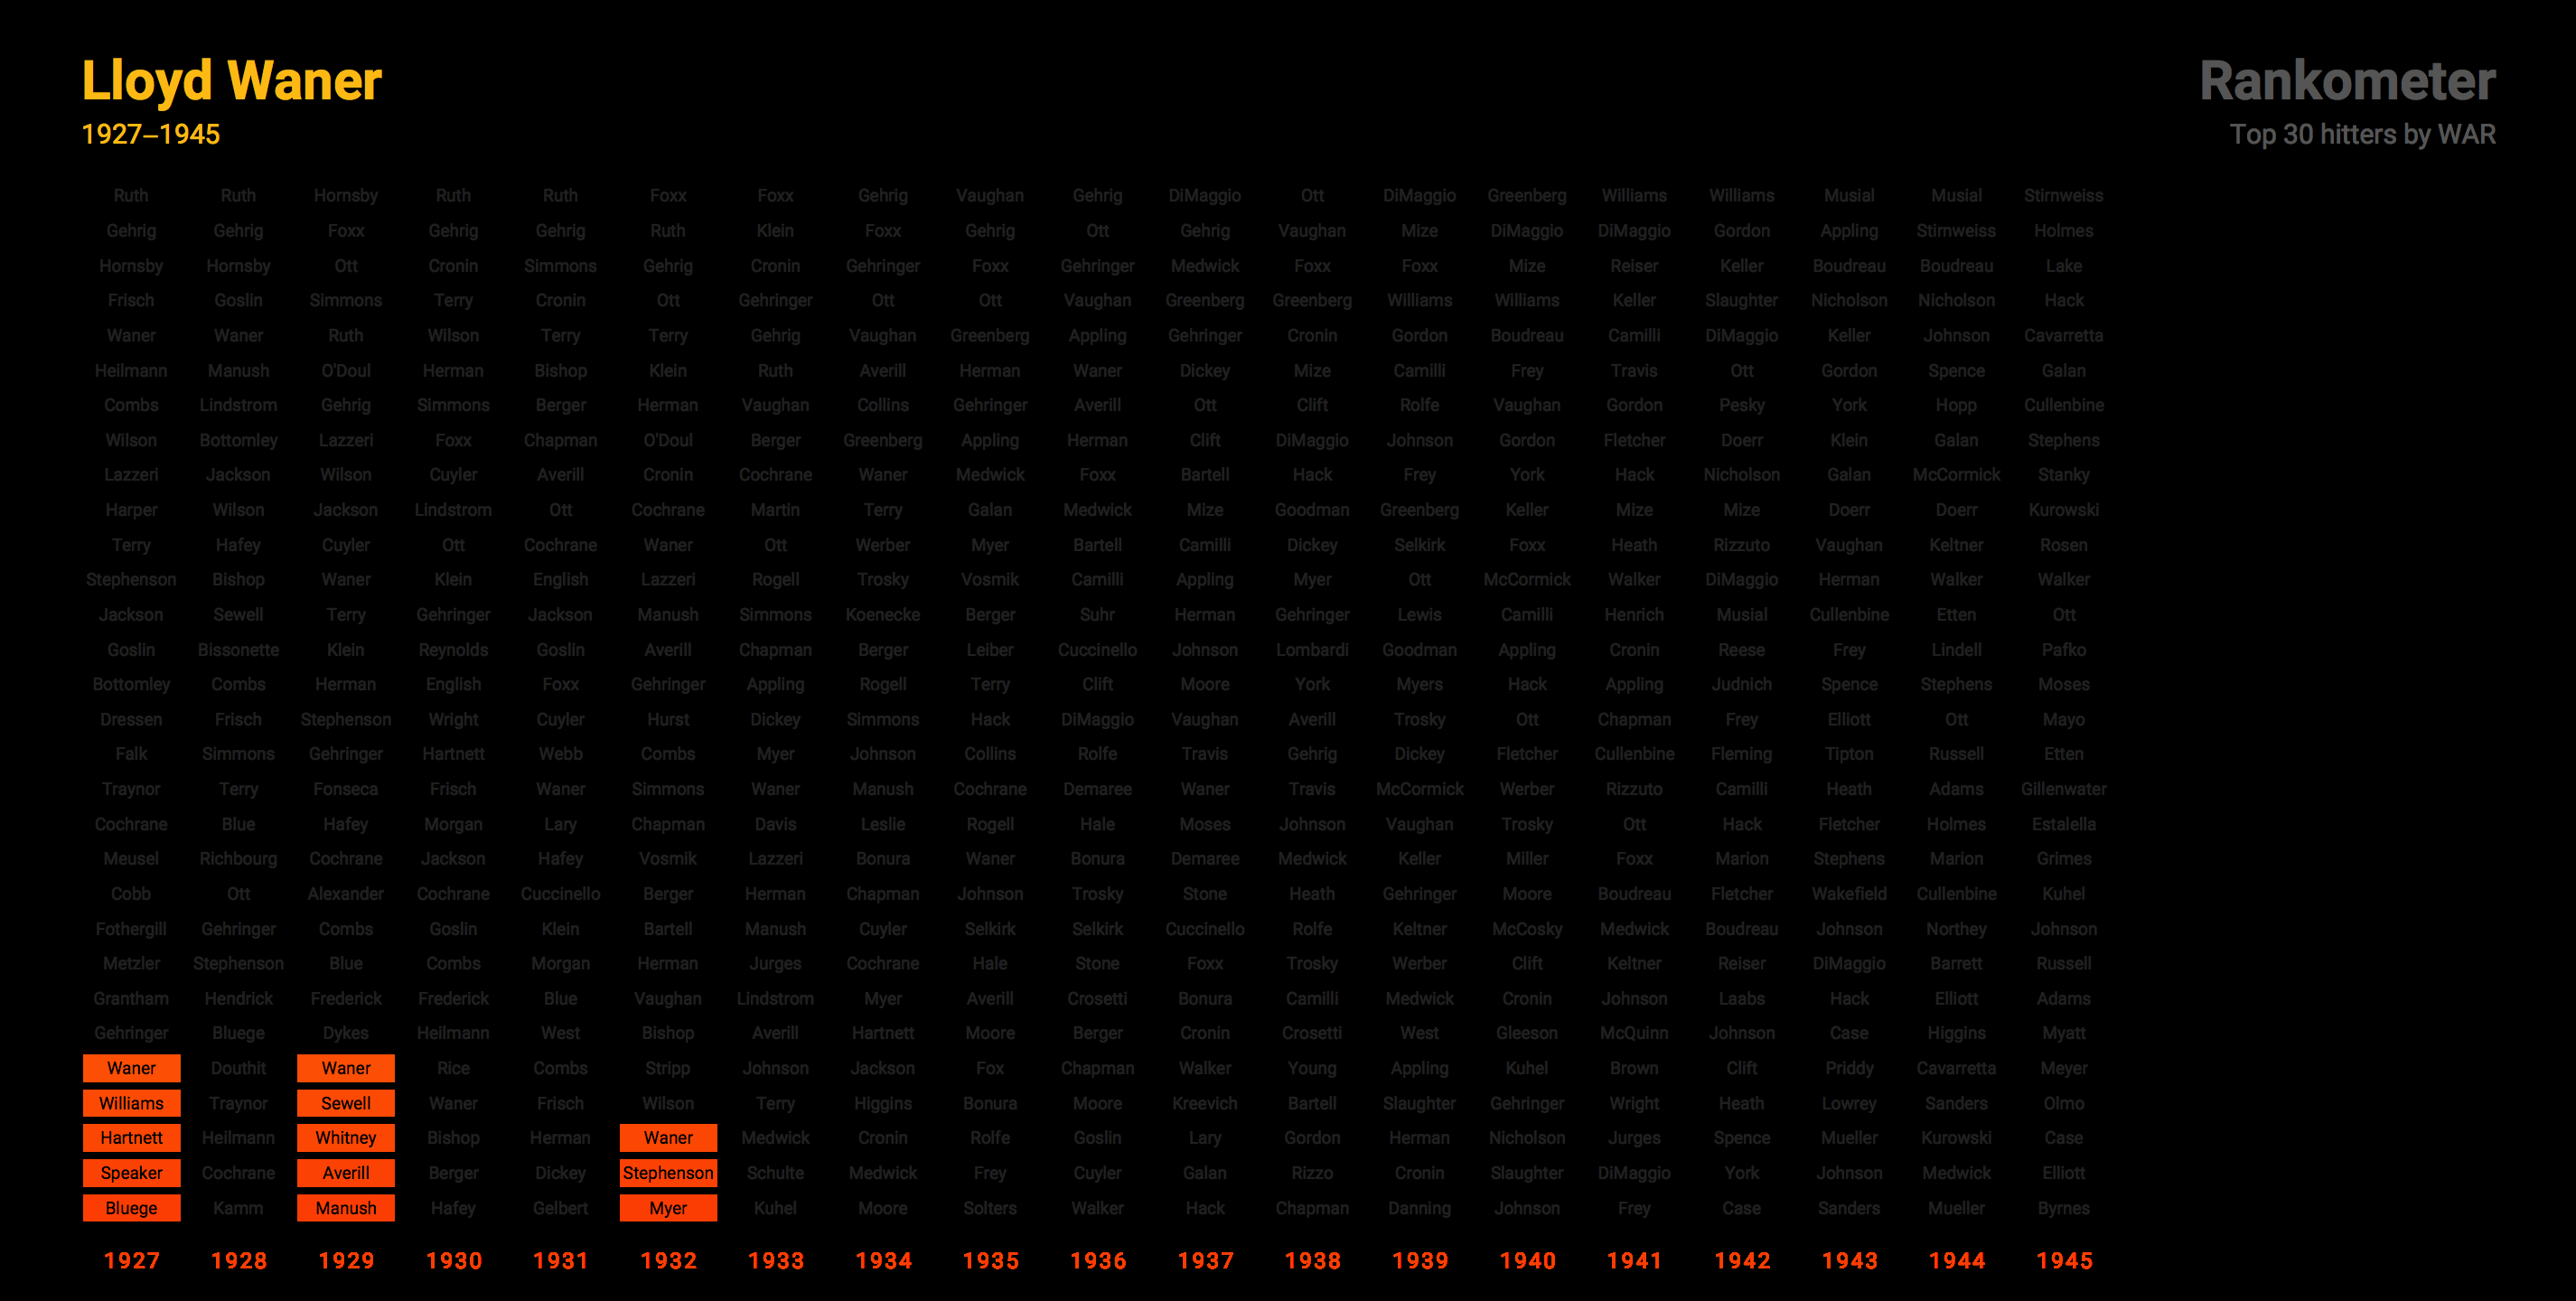 Lloyd Waner
1927–1945
Rankometer
Top 30 hitters by WAR
Ruth Ruth Hornsby Ruth Ruth Foxx Foxx Gehrig Vaughan Gehrig DiMaggio Ott DiMaggio Greenberg Williams Williams Musial Musial Stirnweiss
Gehrig Gehrig Foxx Gehrig Gehrig Ruth Klein Foxx Gehrig Ott Gehrig Vaughan Mize DiMaggio DiMaggio Gordon Appling Stirnweiss Holmes
Hornsby Hornsby Ott Cronin Simmons Gehrig Cronin Gehringer Foxx Gehringer Medwick Foxx Foxx Mize Reiser Keller Boudreau Boudreau Lake
Frisch Goslin Simmons Terry Cronin Ott Gehringer Ott Ott Vaughan Greenberg Greenberg Williams Williams Keller Slaughter Nicholson Nicholson Hack
Waner Waner Ruth Wilson Terry Terry Gehrig Vaughan Greenberg Appling Gehringer Cronin Gordon Boudreau Camilli DiMaggio Keller Johnson Cavarretta
Heilmann Manush O'Doul Herman Bishop Klein Ruth Averill Herman Waner Dickey Mize Camilli Frey Travis Ott Gordon Spence Galan
Combs Lindstrom Gehrig Simmons Berger Herman Vaughan Collins Gehringer Averill Ott Clift Rolfe Vaughan Gordon Pesky York Hopp Cullenbine
Wilson Bottomley Lazzeri Foxx Chapman O'Doul Berger Greenberg Appling Herman Clift DiMaggio Johnson Gordon Fletcher Doerr Klein Galan Stephens
Lazzeri Jackson Wilson Cuyler Averill Cronin Cochrane Waner Medwick Foxx Bartell Hack Frey York Hack Nicholson Galan McCormick Stanky
Harper Wilson Jackson Lindstrom Ott Cochrane Martin Terry Galan Medwick Mize Goodman Greenberg Keller Mize Mize Doerr Doerr Kurowski
Terry Hafey Cuyler Ott Cochrane Waner Ott Werber Myer Bartell Camilli Dickey Selkirk Foxx Heath Rizzuto Vaughan Keltner Rosen
Stephenson Bishop Waner Klein English Lazzeri Rogell Trosky Vosmik Camilli Appling Myer Ott McCormick Walker DiMaggio Herman Walker Walker
Jackson Sewell Terry Gehringer Jackson Manush Simmons Koenecke Berger Suhr Herman Gehringer Lewis Camilli Henrich Musial Cullenbine Etten Ott
Goslin Bissonette Klein Reynolds Goslin Averill Chapman Berger Leiber Cuccinello Johnson Lombardi Goodman Appling Cronin Reese Frey Lindell Pafko
Bottomley Combs Herman English Foxx Gehringer Appling Rogell Terry Clift Moore York Myers Hack Appling Judnich Spence Stephens Moses
Dressen Frisch Stephenson Wright Cuyler Hurst Dickey Simmons Hack DiMaggio Vaughan Averill Trosky Ott Chapman Frey Elliott Ott Mayo
Falk Simmons Gehringer Hartnett Webb Combs Myer Johnson Collins Rolfe Travis Gehrig Dickey Fletcher Cullenbine Fleming Tipton Russell Etten
Traynor Terry Fonseca Frisch Waner Simmons Waner Manush Cochrane Demaree Waner Travis McCormick Werber Rizzuto Camilli Heath Adams Gillenwater
Cochrane Blue Hafey Morgan Lary Chapman Davis Leslie Rogell Hale Moses Johnson Vaughan Trosky Ott Hack Fletcher Holmes Estalella
Meusel Richbourg Cochrane Jackson Hafey Vosmik Lazzeri Bonura Waner Bonura Demaree Medwick Keller Miller Foxx Marion Stephens Marion Grimes
Cobb Ott Alexander Cochrane Cuccinello Berger Herman Chapman Johnson Trosky Stone Heath Gehringer Moore Boudreau Fletcher Wakefield Cullenbine Kuhel
Fothergill Gehringer Combs Goslin Klein Bartell Manush Cuyler Selkirk Selkirk Cuccinello Rolfe Keltner McCosky Medwick Boudreau Johnson Northey Johnson
Metzler Stephenson Blue Combs Morgan Herman Jurges Cochrane Hale Stone Foxx Trosky Werber Clift Keltner Reiser DiMaggio Barrett Russell
Grantham Hendrick Frederick Frederick Blue Vaughan Lindstrom Myer Averill Crosetti Bonura Camilli Medwick Cronin Johnson Laabs Hack Elliott Adams
Gehringer Bluege Dykes Heilmann West Bishop Averill Hartnett Moore Berger Cronin Crosetti West Gleeson McQuinn Johnson Case Higgins Myatt
Waner Douthit Waner Rice Combs Stripp Johnson Jackson Fox Chapman Walker Young Appling Kuhel Brown Clift Priddy Cavarretta Meyer
Williams Traynor Sewell Waner Frisch Wilson Terry Higgins Bonura Moore Kreevich Bartell Slaughter Gehringer Wright Heath Lowrey Sanders Olmo
Hartnett Heilmann Whitney Bishop Herman Waner Medwick Cronin Rolfe Goslin Lary Gordon Herman Nicholson Jurges Spence Mueller Kurowski Case
Speaker Cochrane Averill Berger Dickey Stephenson Schulte Medwick Frey Cuyler Galan Rizzo Cronin Slaughter DiMaggio York Johnson Medwick Elliott
Bluege Kamm Manush Hafey Gelbert Myer Kuhel Moore Solters Walker Hack Chapman Danning Johnson Frey Case Sanders Mueller Byrnes
1927 1928 1929 1930 1931 1932 1933 1934 1935 1936 1937 1938 1939 1940 1941 1942 1943 1944 1945